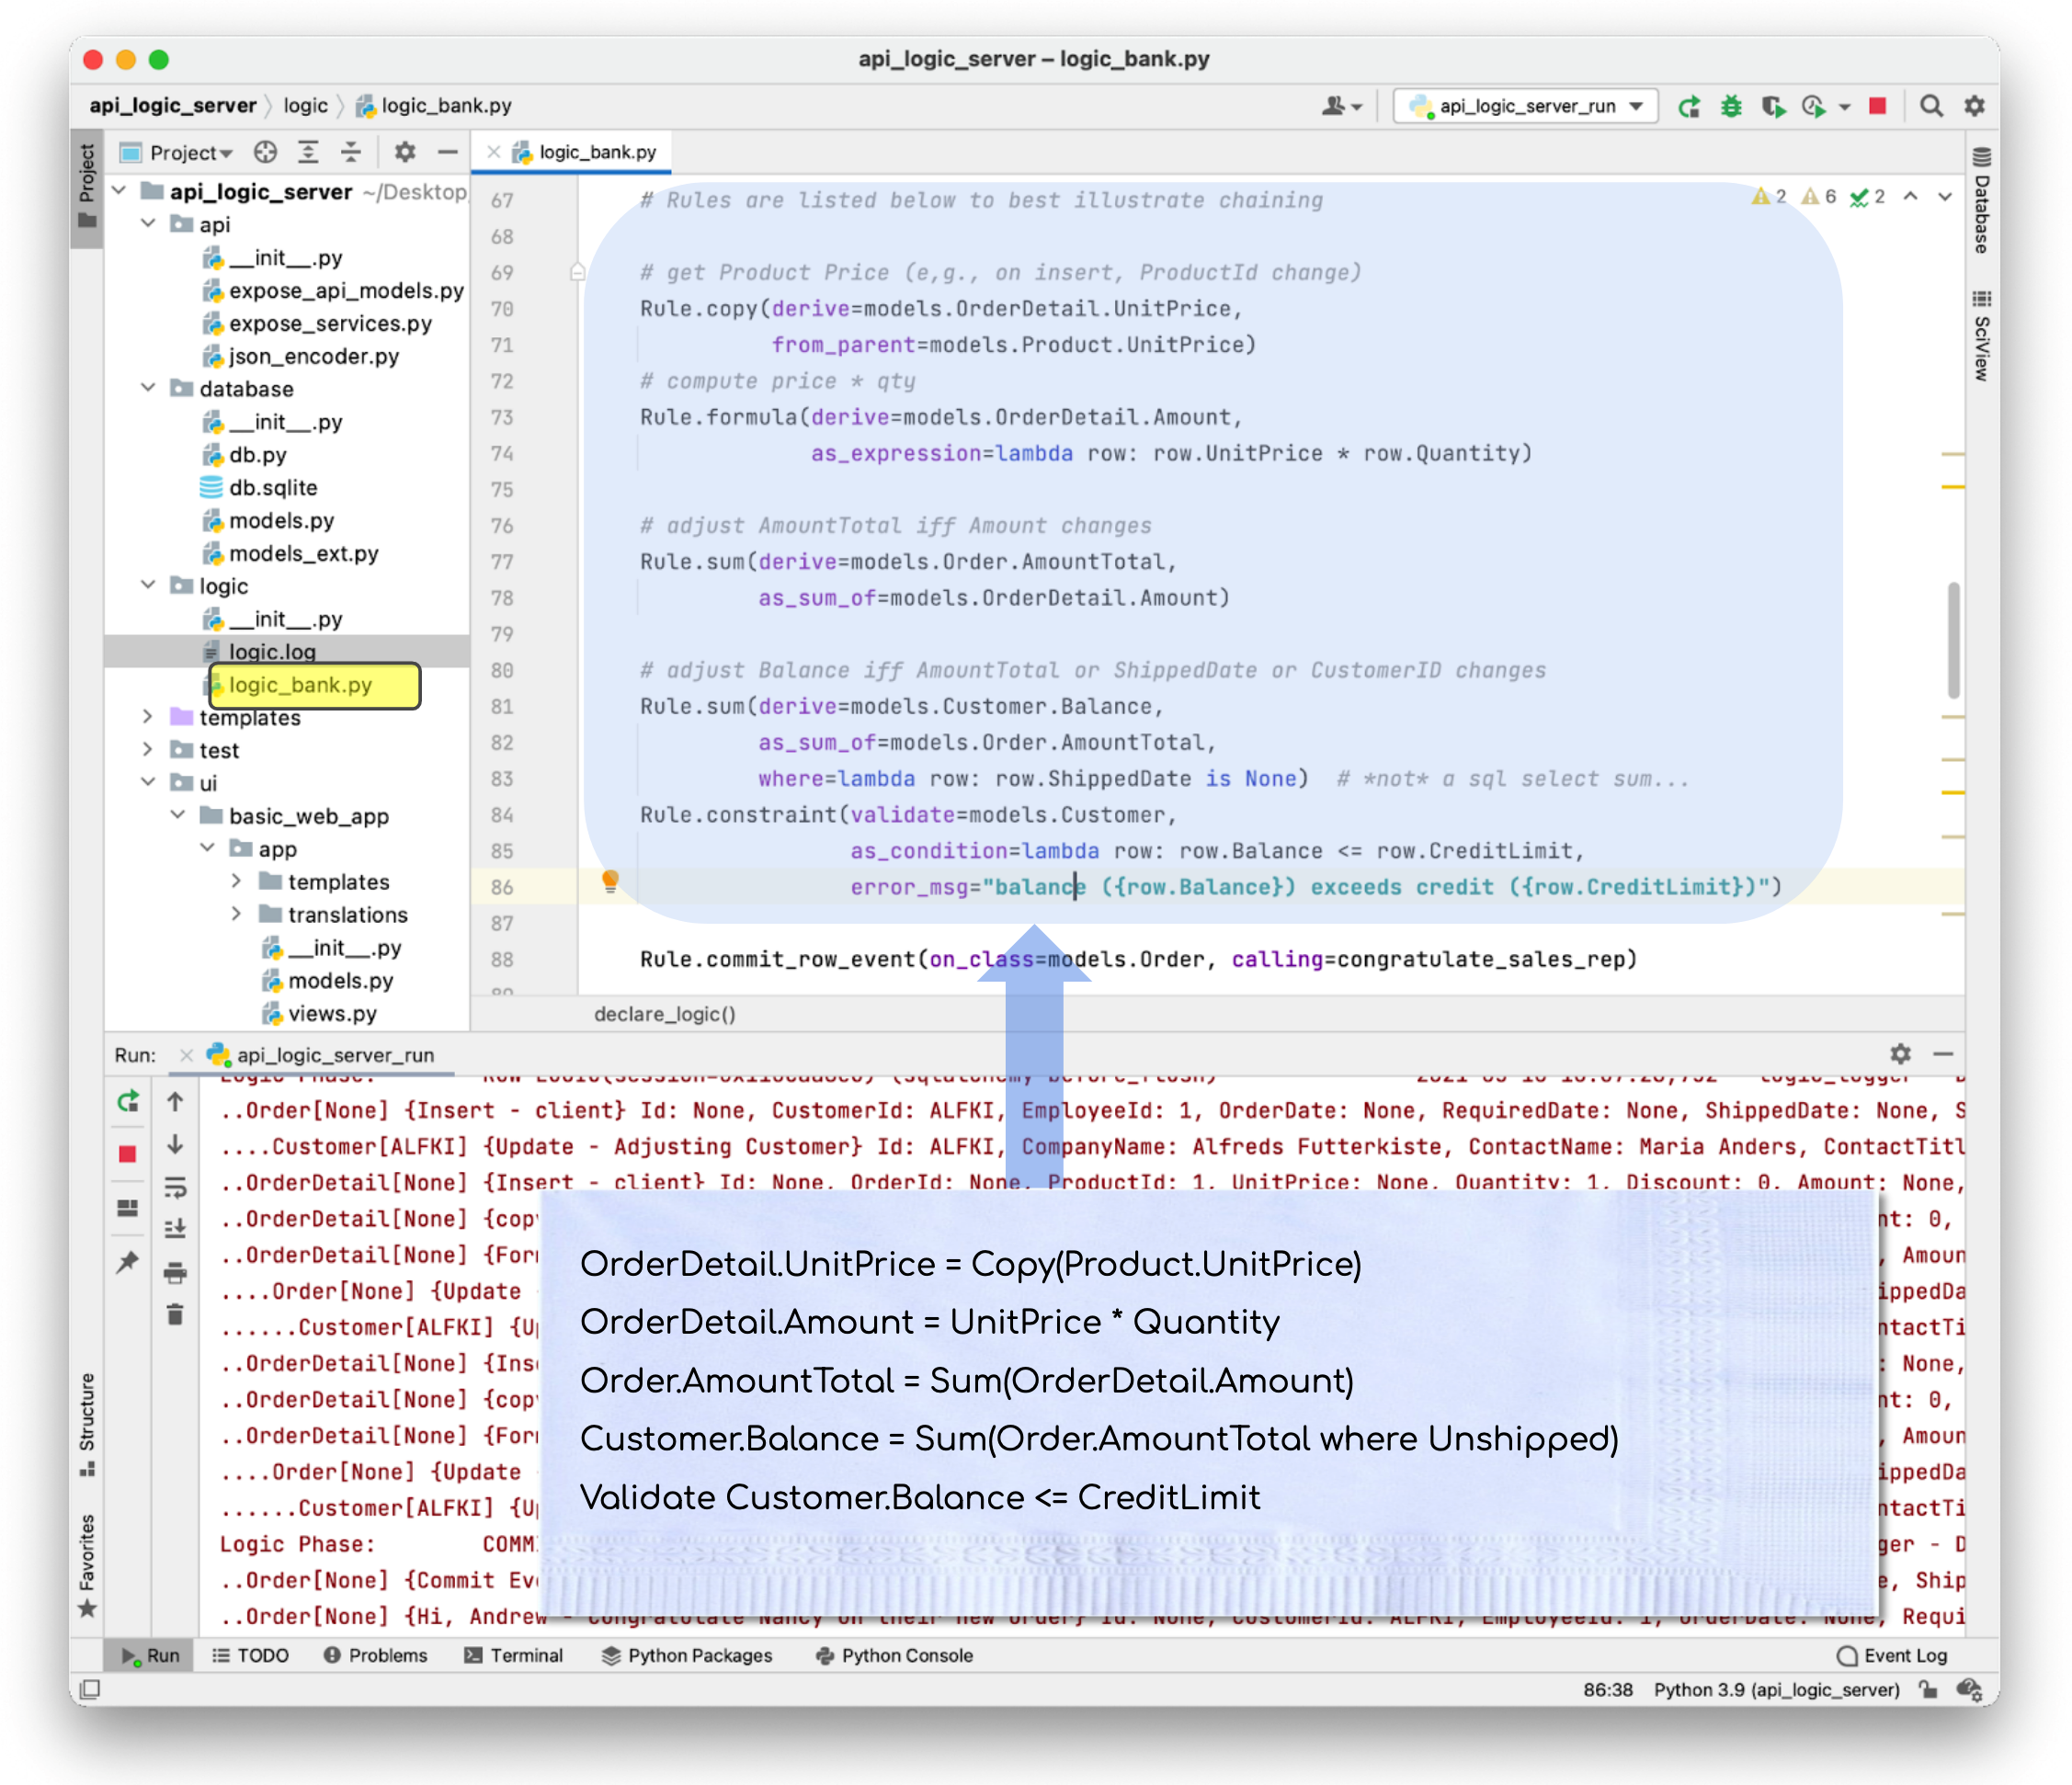 api_logic_server – logic_bank.py
api_logic_server logic logic_bank.py
api_logic_server_run
Project
Project
logic_bank.py
Database
SciView
api_logic_server ~/Desktop
api
__init__.py
expose_api_models.py
expose_services.py
json_encoder.py
database
__init__.py
db.py
db.sqlite
models.py
models_ext.py
logic
__init__.py
logic.log
logic_bank.py
templates
test
ui
basic_web_app
app
templates
translations
__init__.py
models.py
views.py
2 6 2
67 # Rules are listed below to best illustrate chaining
68
69 # get Product Price (e,g., on insert, ProductId change)
70 Rule.copy(derive=models.OrderDetail.UnitPrice,
71 from_parent=models.Product.UnitPrice)
72 # compute price * qty
73 Rule.formula(derive=models.OrderDetail.Amount,
74 as_expression=lambda row: row.UnitPrice * row.Quantity)
75
76 # adjust AmountTotal iff Amount changes
77 Rule.sum(derive=models.Order.AmountTotal,
78 as_sum_of=models.OrderDetail.Amount)
79
80 # adjust Balance iff AmountTotal or ShippedDate or CustomerID changes
81 Rule.sum(derive=models.Customer.Balance,
82 as_sum_of=models.Order.AmountTotal,
83 where=lambda row: row.ShippedDate is None) # *not* a sql select sum...
84 Rule.constraint(validate=models.Customer,
85 as_condition=lambda row: row.Balance <= row.CreditLimit,
86 error_msg="balance ({row.Balance}) exceeds credit ({row.CreditLimit})")
87
88 Rule.commit_row_event(on_class=models.Order, calling=congratulate_sales_rep)
declare_logic()
Run: api_logic_server_run
..Order[None] {Insert - client} Id: None, CustomerId: ALFKI, EmployeeId: 1, OrderDate: None, RequiredDate: None, ShippedDate: None, S
....Customer[ALFKI] {Update - Adjusting Customer} Id: ALFKI, CompanyName: Alfreds Futterkiste, ContactName: Maria Anders, ContactTitl
..OrderDetail[None] {Insert - client} Id: None, OrderId: None, ProductId: 1, UnitPrice: None, Quantity: 1, Discount: 0, Amount: None,
..OrderDetail[None] {cop nt: 0,
..OrderDetail[None] {For , Amoun
....Order[None] {Update ippedDa
......Customer[ALFKI] {U ntactTi
..OrderDetail[None] {Ins : None,
..OrderDetail[None] {cop nt: 0,
..OrderDetail[None] {For , Amoun
....Order[None] {Update ippedDa
......Customer[ALFKI] {U ntactTi
Logic Phase: COMM ger - D
..Order[None] {Commit Ev e, Ship
..Order[None] {Hi, Andrew - Congratulate Nancy on their new order} Id: None, CustomerId: ALFKI, EmployeeId: 1, OrderDate: None, Requi
OrderDetail.UnitPrice = Copy(Product.UnitPrice)
OrderDetail.Amount = UnitPrice * Quantity
Order.AmountTotal = Sum(OrderDetail.Amount)
Customer.Balance = Sum(Order.AmountTotal where Unshipped)
Validate Customer.Balance <= CreditLimit
Structure
Favorites
Run TODO Problems Terminal Python Packages Python Console Event Log
86:38 Python 3.9 (api_logic_server)